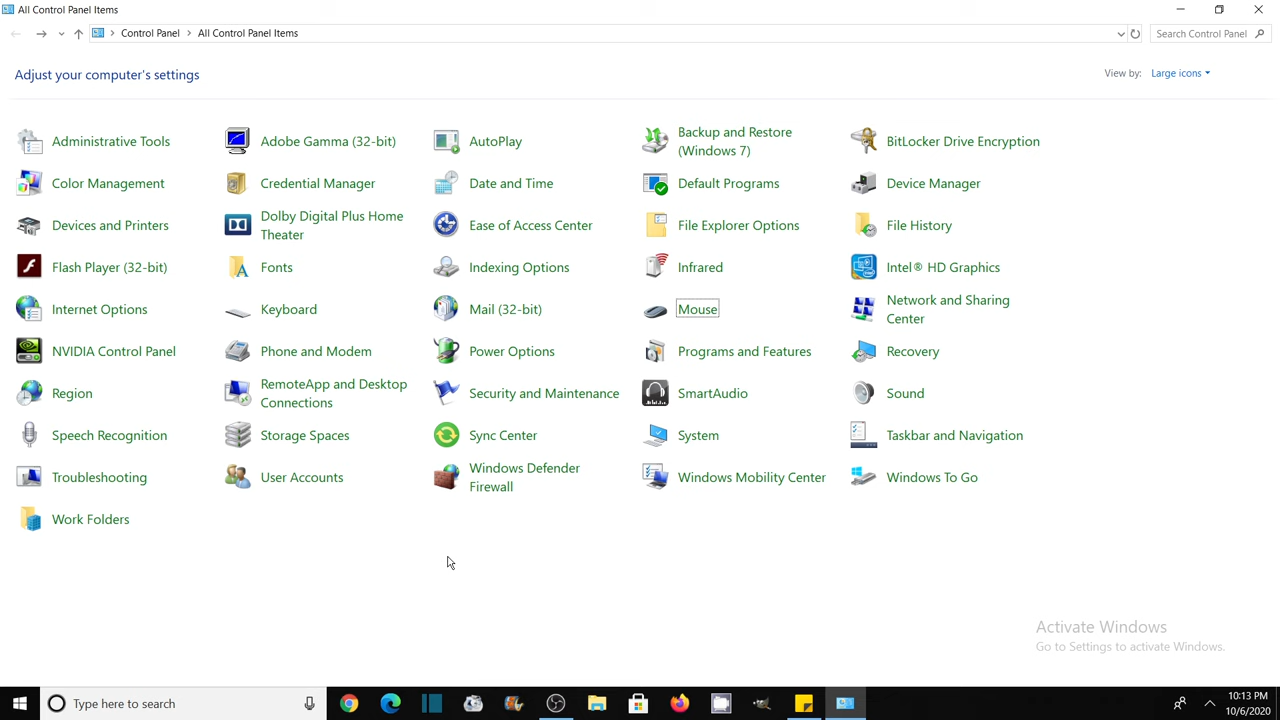 All Control Panel Items
Control Panel > All Control Panel Items
Search Control Panel
Adjust your computer's settings
View by: Large icons
Administrative Tools
Adobe Gamma (32-bit)
AutoPlay
Backup and Restore
(Windows 7)
BitLocker Drive Encryption
Color Management
Credential Manager
Date and Time
Default Programs
Device Manager
Devices and Printers
Dolby Digital Plus Home
Theater
Ease of Access Center
File Explorer Options
File History
Flash Player (32-bit)
Fonts
Indexing Options
Infrared
Intel® HD Graphics
Internet Options
Keyboard
Mail (32-bit)
Mouse
Network and Sharing
Center
NVIDIA Control Panel
Phone and Modem
Power Options
Programs and Features
Recovery
Region
RemoteApp and Desktop
Connections
Security and Maintenance
SmartAudio
Sound
Speech Recognition
Storage Spaces
Sync Center
System
Taskbar and Navigation
Troubleshooting
User Accounts
Windows Defender
Firewall
Windows Mobility Center
Windows To Go
Work Folders
Activate Windows
Go to Settings to activate Windows.
Type here to search
10:13 PM
10/6/2020